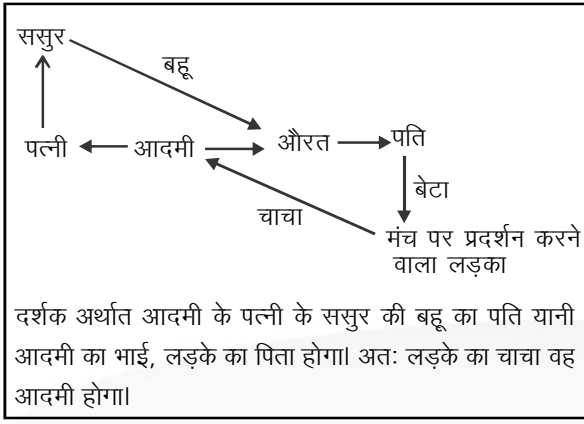 ससुर
बहू
पत्नी आदमी औरत पति
बेटा
चाचा
मंच पर प्रदर्शन करने
वाला लड़का
दर्शक अर्थात आदमी के पत्नी के ससुर की बहू का पति यानी
आदमी का भाई, लड़के का पिता होगा। अत: लड़के का चाचा वह
आदमी होगा।